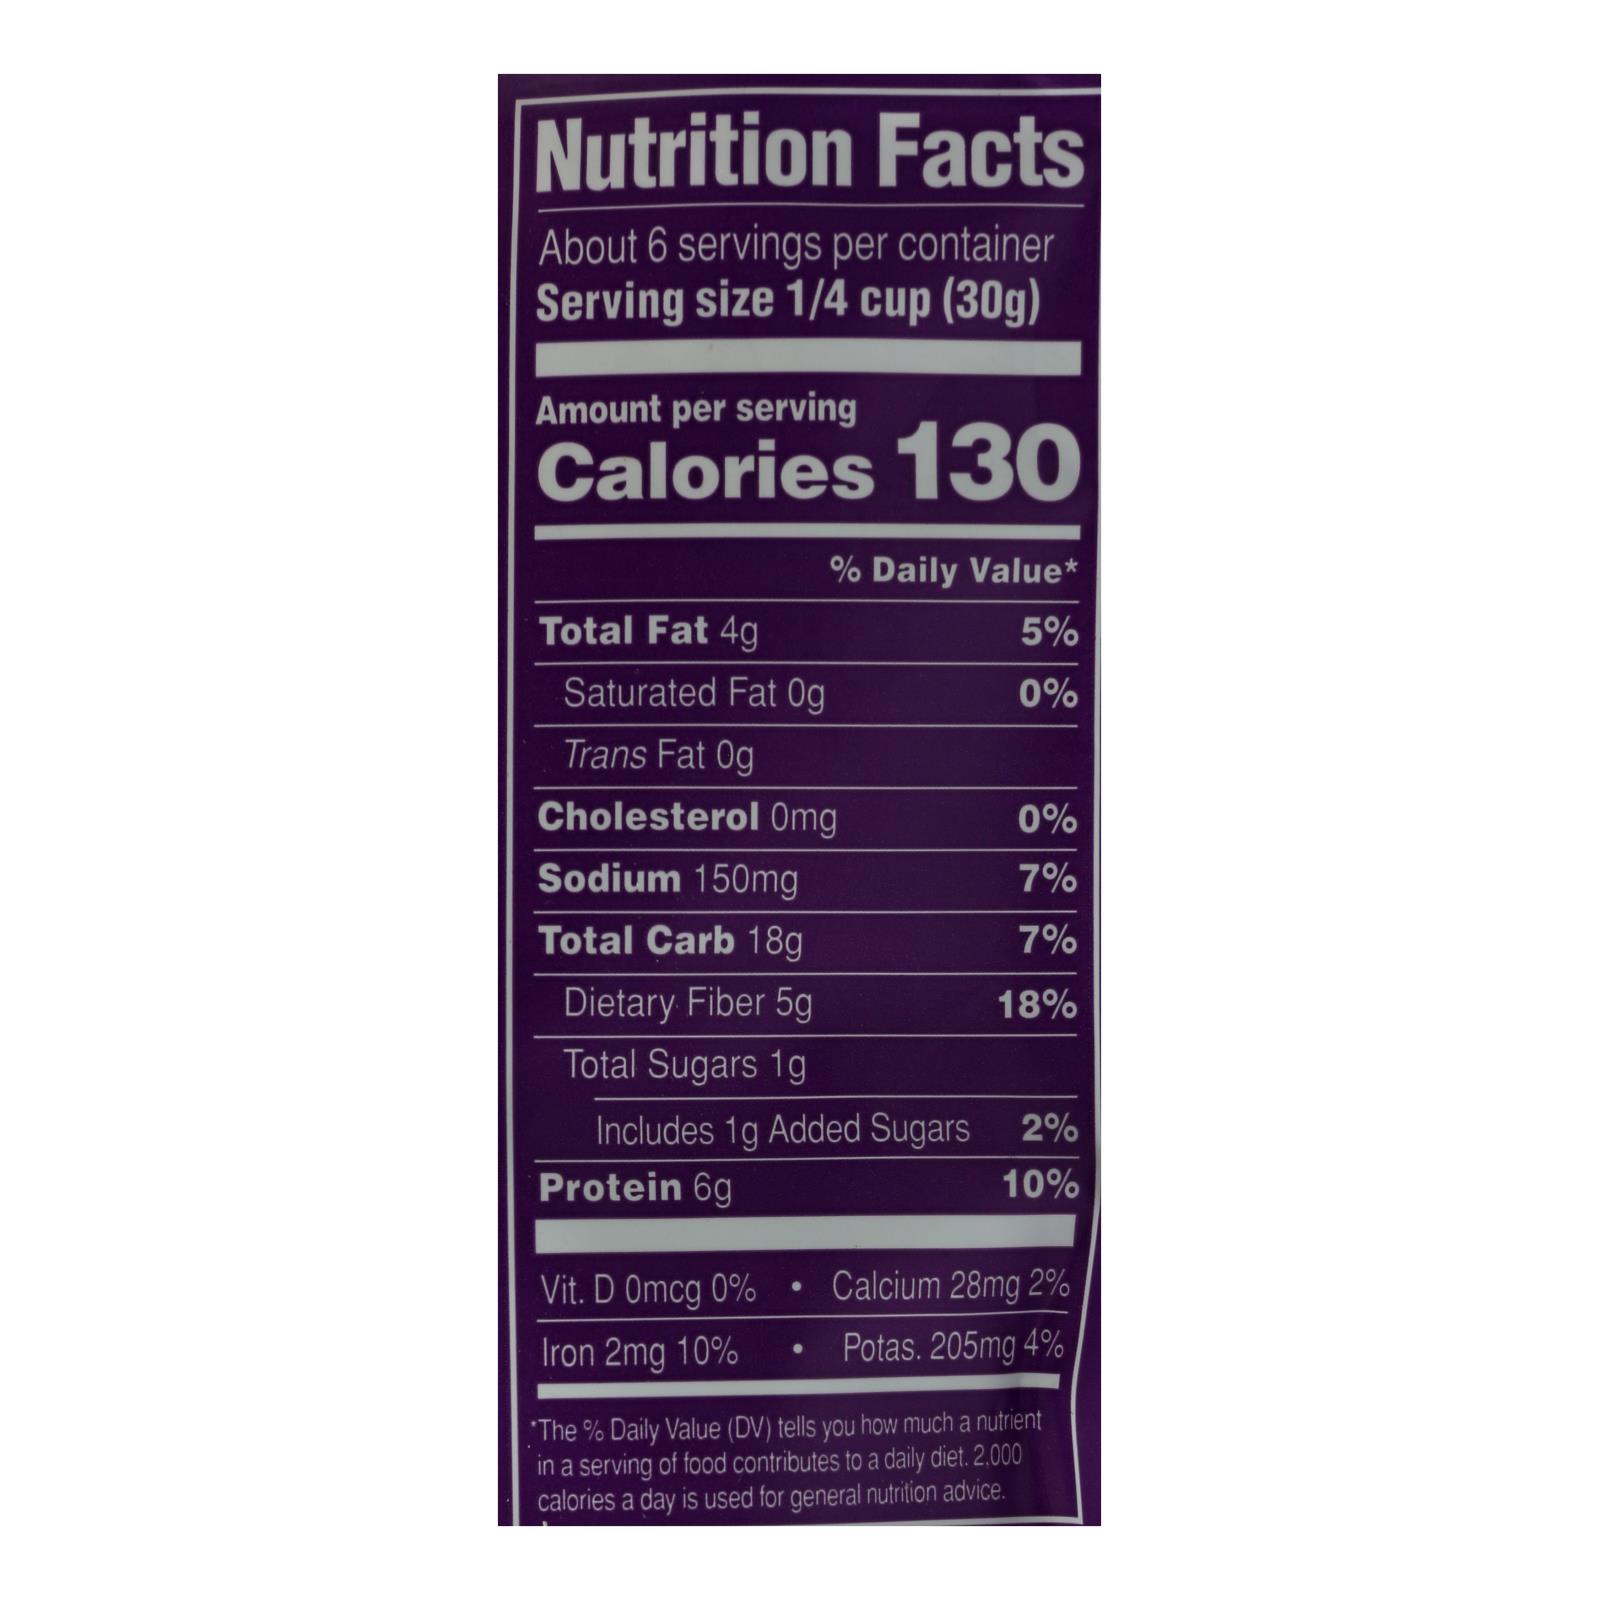 Nutrition Facts
About 6 servings per container
Serving size 1/4 cup (30g)
Amount per serving
Calories 130
% Daily Value*
Total Fat 4g 5%
Saturated Fat 0g 0%
Trans Fat 0g
Cholesterol 0mg 0%
Sodium 150mg 7%
Total Carb 18g 7%
Dietary Fiber 5g 18%
Total Sugars 1g
Includes 1g Added Sugars 2%
Protein 6g 10%
Vit. D 0mcg 0% • Calcium 28mg 2%
Iron 2mg 10% • Potas. 205mg 4%
*The % Daily Value (DV) tells you how much a nutrient
in a serving of food contributes to a daily diet. 2,000
calories a day is used for general nutrition advice.